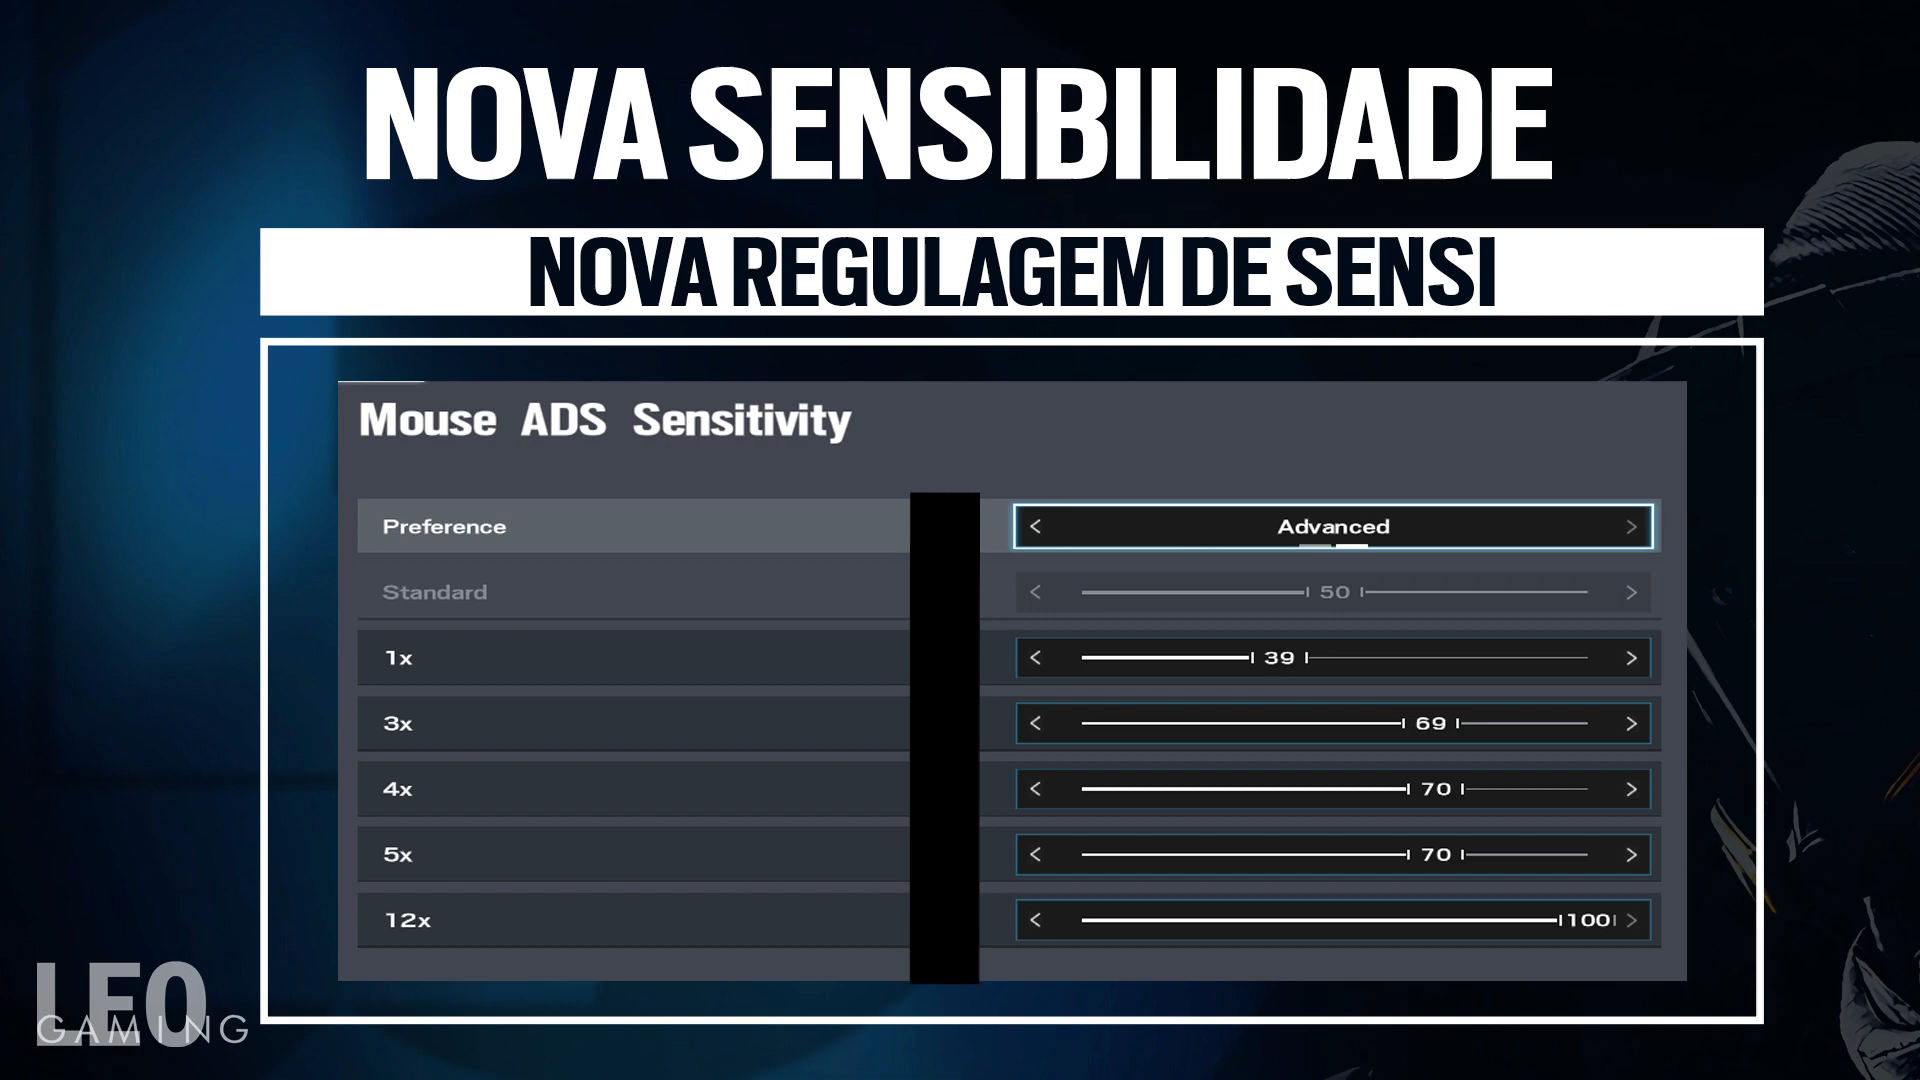 NOVA SENSIBILIDADE
NOVA REGULAGEM DE SENSI
Mouse ADS Sensitivity
Preference < Advanced >
Standard < 50 >
1x < 39 >
3x < 69 >
4x < 70 >
5x < 70 >
12x < 100 >
LEO
GAMING